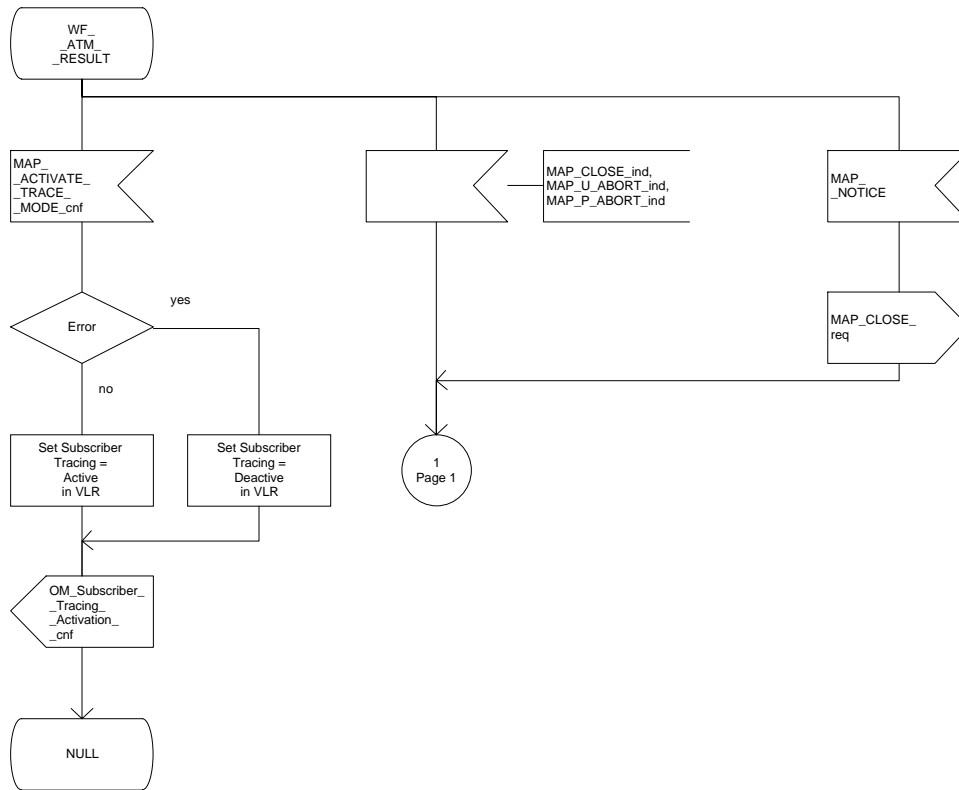 WF_
_ATM_
_RESULT
MAP_
_ACTIVATE_
_TRACE_
_MODE_cnf
MAP_CLOSE_ind,
MAP_U_ABORT_ind,
MAP_P_ABORT_ind
MAP_
_NOTICE
yes
Error
MAP_CLOSE_
req
no
Set Subscriber
Tracing =
Active
in VLR
Set Subscriber
Tracing =
Deactive
in VLR
1
Page 1
OM_Subscriber_
_Tracing_
_Activation_
_cnf
NULL